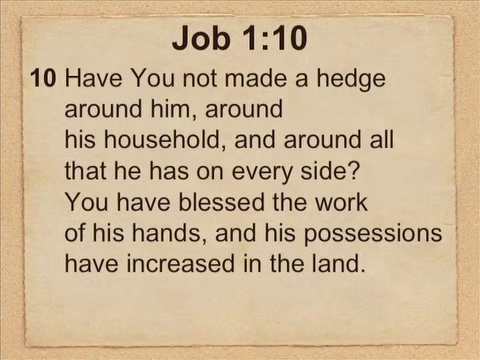 Job 1:10
10 Have You not made a hedge
around him, around
his household, and around all
that he has on every side?
You have blessed the work
of his hands, and his possessions
have increased in the land.